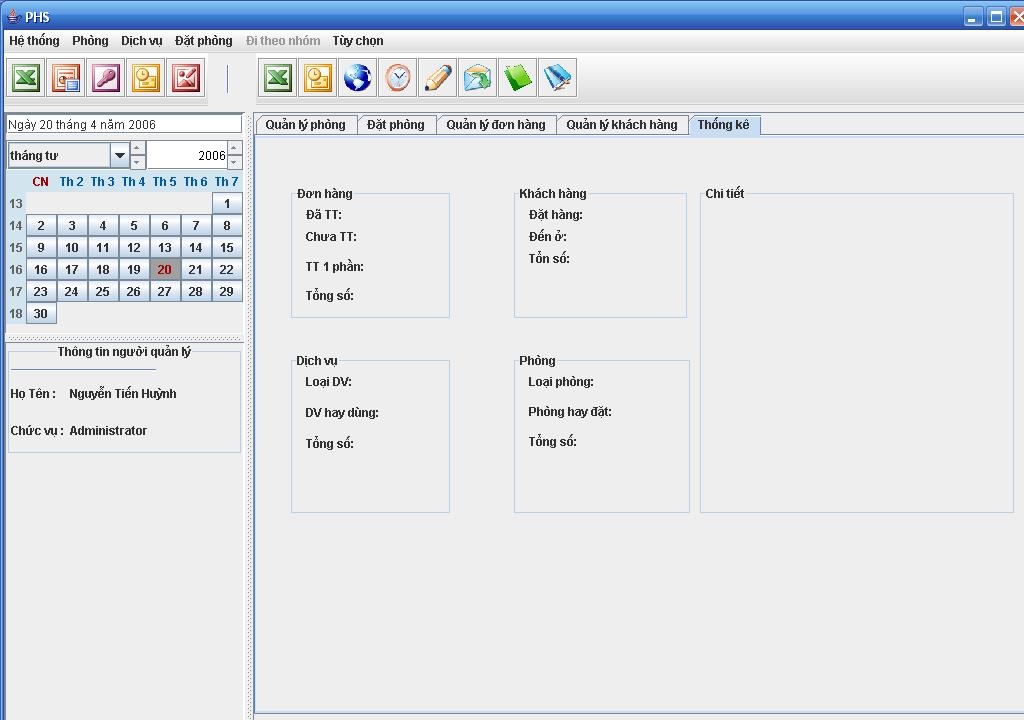 PHS
Hệ thống Phòng Dịch vụ Đặt phòng Đi theo nhóm Tùy chọn
Ngày 20 tháng 4 năm 2006
tháng tư 2006
CN Th 2 Th 3 Th 4 Th 5 Th 6 Th 7
13 1
14 2 3 4 5 6 7 8
15 9 10 11 12 13 14 15
16 16 17 18 19 20 21 22
17 23 24 25 26 27 28 29
18 30
Thông tin người quản lý
Họ Tên : Nguyễn Tiến Huỳnh
Chức vụ : Administrator
Quản lý phòng Đặt phòng Quản lý đơn hàng Quản lý khách hàng Thống kê
Đơn hàng
Đã TT:
Chưa TT:
TT 1 phần:
Tổng số:
Khách hàng
Đặt hàng:
Đến ở:
Tổn số:
Chi tiết
Dịch vụ
Loại DV:
DV hay dùng:
Tổng số:
Phòng
Loại phòng:
Phòng hay đặt:
Tổng số: